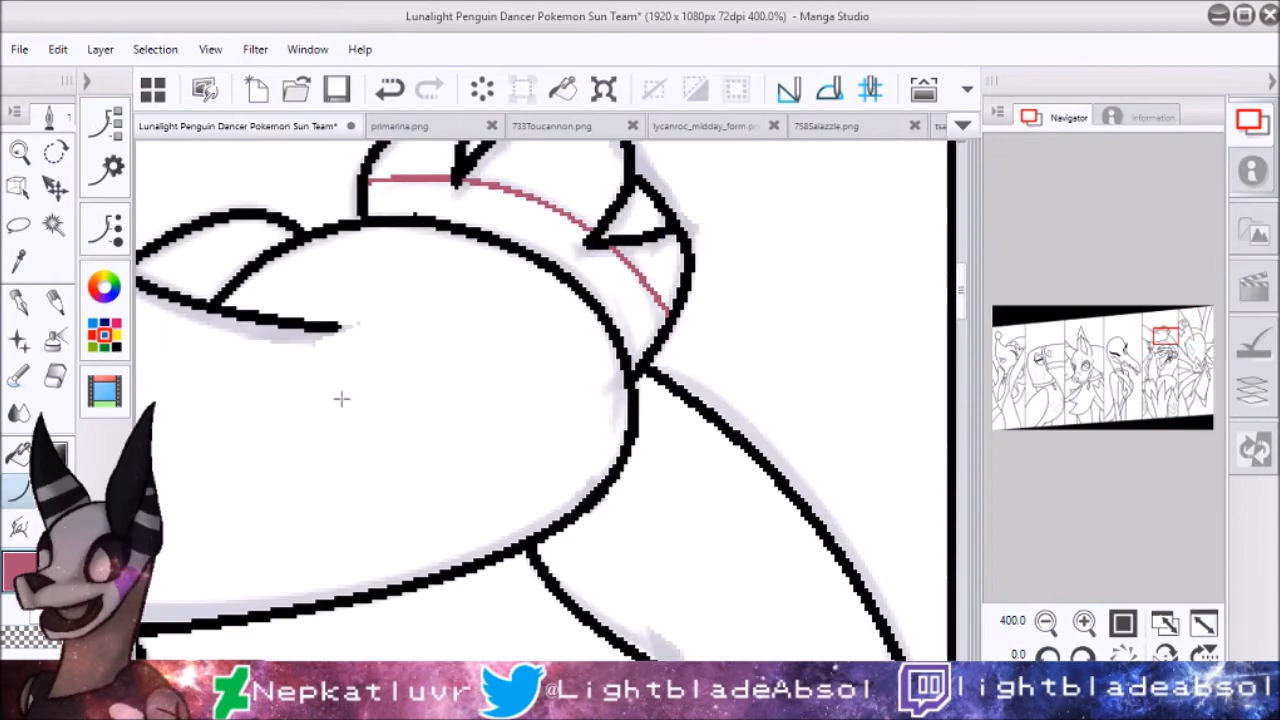 Lunalight Penguin Dancer Pokemon Sun Team* (1920 x 1080px 72dpi 400.0%) - Manga Studio
File Edit Layer Selection View Filter Window Help
Lunalight Penguin Dancer Pokemon Sun Team* primarina.png 733Toucannon.png lycanroc_midday_form.pn 758Salazzle.png tsa
Navigator Information
400.0
0.0
Nepkatluvr @LightbladeAbsol lightbladeabsol